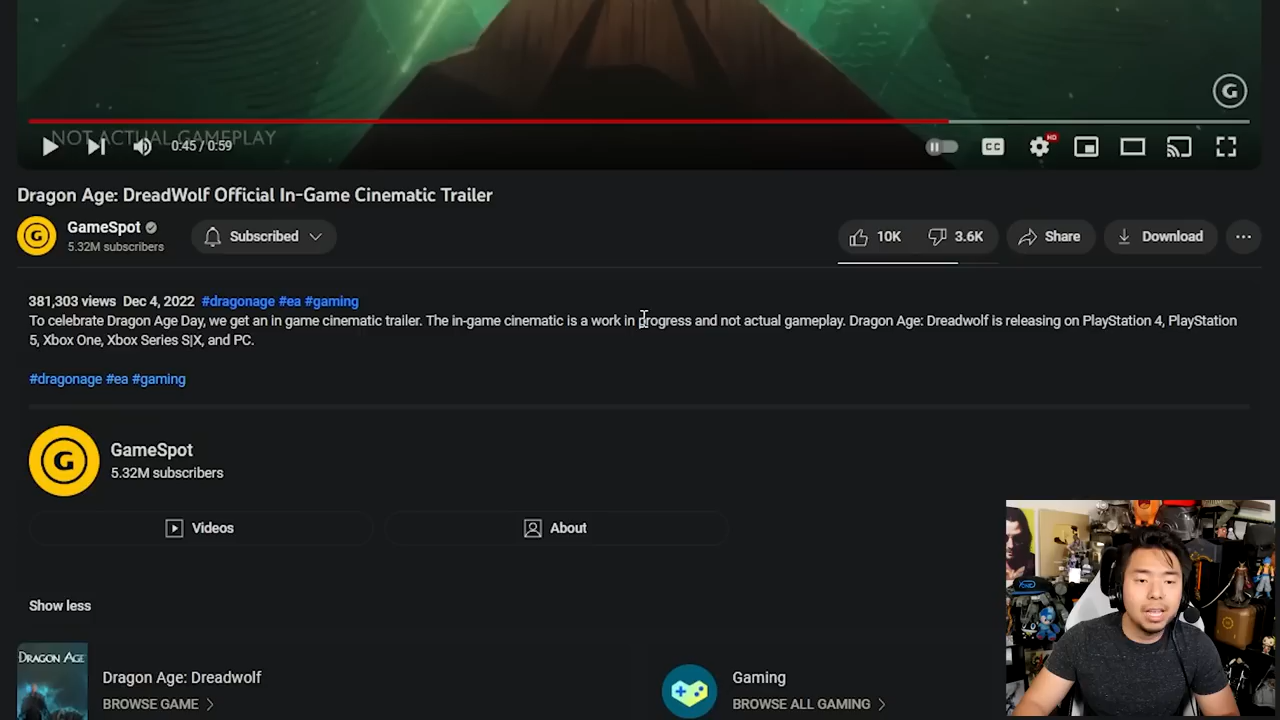 NOT ACTUAL GAMEPLAY
0:45 / 0:59
CC
HD
G
Dragon Age: DreadWolf Official In-Game Cinematic Trailer
G
GameSpot
5.32M subscribers
Subscribed
10K
3.6K
Share
Download
381,303 views Dec 4, 2022 #dragonage #ea #gaming
To celebrate Dragon Age Day, we get an in game cinematic trailer. The in-game cinematic is a work in progress and not actual gameplay. Dragon Age: Dreadwolf is releasing on PlayStation 4, PlayStation
5, Xbox One, Xbox Series S|X, and PC.
#dragonage #ea #gaming
G
GameSpot
5.32M subscribers
Videos
About
Show less
DRAGON AGE
Dragon Age: Dreadwolf
BROWSE GAME
Gaming
BROWSE ALL GAMING